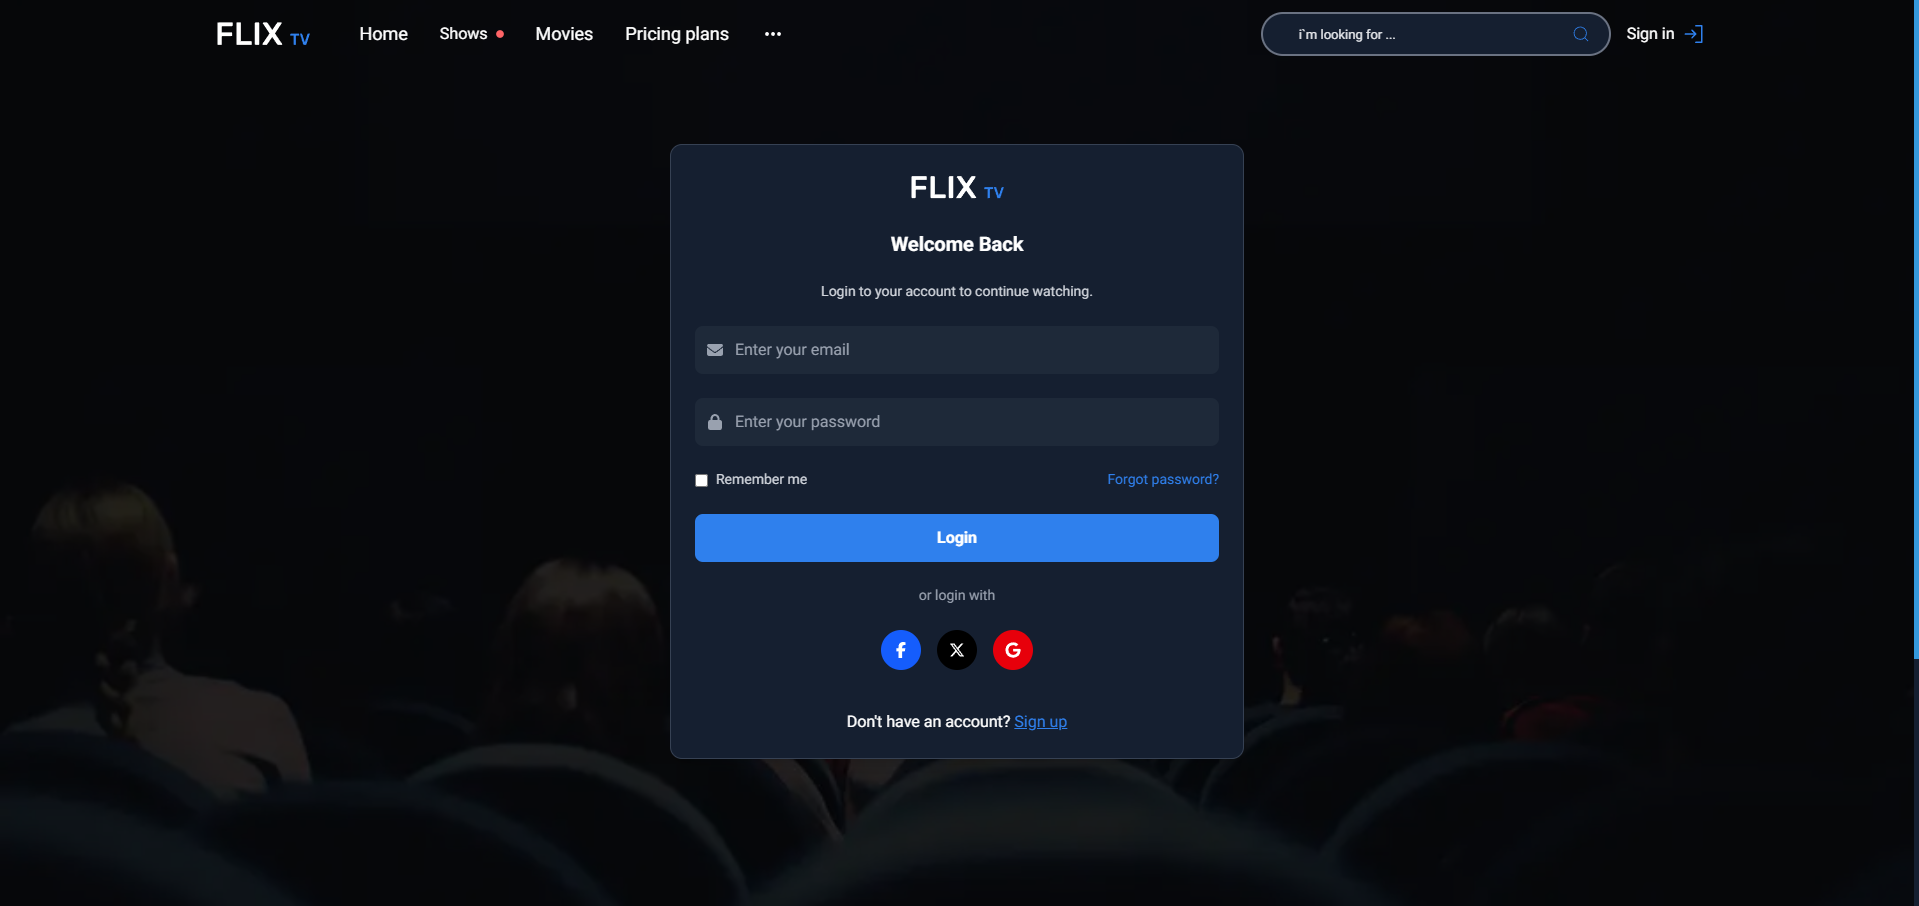 FLIX TV Home Shows Movies Pricing plans ••• i`m looking for ... Sign in
FLIX TV
Welcome Back
Login to your account to continue watching.
Enter your email
Enter your password
Remember me Forgot password?
Login
or login with
Don't have an account? Sign up